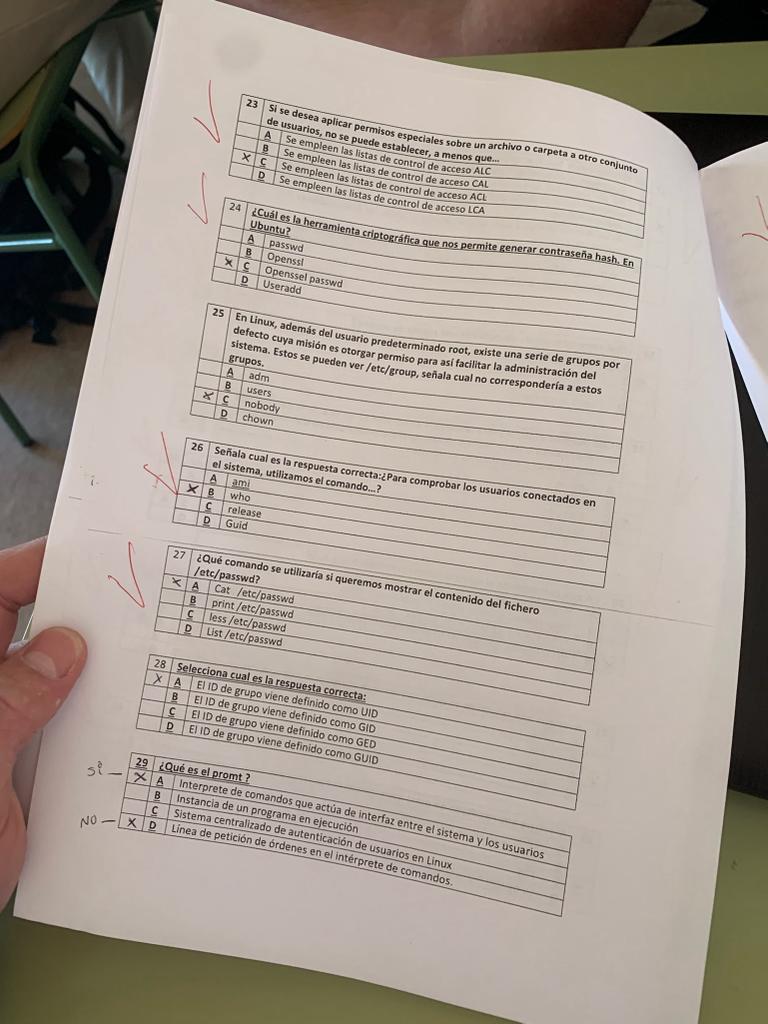 23 Si se desea aplicar permisos especiales sobre un archivo o carpeta a otro conjunto
de usuarios, no se puede establecer, a menos que...
A Se empleen las listas de control de acceso ALC
B Se empleen las listas de control de acceso CAL
X C Se empleen las listas de control de acceso ACL
D Se empleen las listas de control de acceso LCA
24 ¿Cuál es la herramienta criptográfica que nos permite generar contraseña hash. En
Ubuntu?
A passwd
B Openssl
X C Openssel passwd
D Useradd
25 En Linux, además del usuario predeterminado root, existe una serie de grupos por
defecto cuya misión es otorgar permiso para así facilitar la administración del
sistema. Estos se pueden ver /etc/group, señala cual no correspondería a estos
grupos.
A adm
B users
X C nobody
D chown
26 Señala cual es la respuesta correcta:¿Para comprobar los usuarios conectados en
el sistema, utilizamos el comando...?
A ami
X B who
C release
D Guid
27 ¿Qué comando se utilizaría si queremos mostrar el contenido del fichero
/etc/passwd?
X A Cat /etc/passwd
B print /etc/passwd
C less /etc/passwd
D List /etc/passwd
28 Selecciona cual es la respuesta correcta:
X A El ID de grupo viene definido como UID
B El ID de grupo viene definido como GID
C El ID de grupo viene definido como GED
D El ID de grupo viene definido como GUID
29 ¿Qué es el promt ?
Sí — X A Interprete de comandos que actúa de interfaz entre el sistema y los usuarios
B Instancia de un programa en ejecución
C Sistema centralizado de autenticación de usuarios en Linux
NO — X D Línea de petición de órdenes en el intérprete de comandos.